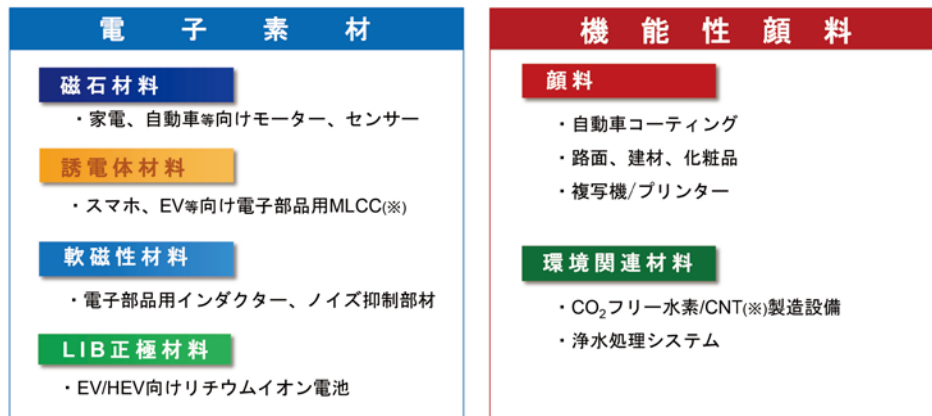 電子素材
磁石材料
・家電、自動車等向けモーター、センサー
誘電体材料
・スマホ、EV等向け電子部品用MLCC(※)
軟磁性材料
・電子部品用インダクター、ノイズ抑制部材
LIB正極材料
・EV/HEV向けリチウムイオン電池
機能性顔料
顔料
・自動車コーティング
・路面、建材、化粧品
・複写機/プリンター
環境関連材料
・CO₂フリー水素/CNT(※)製造設備
・浄水処理システム